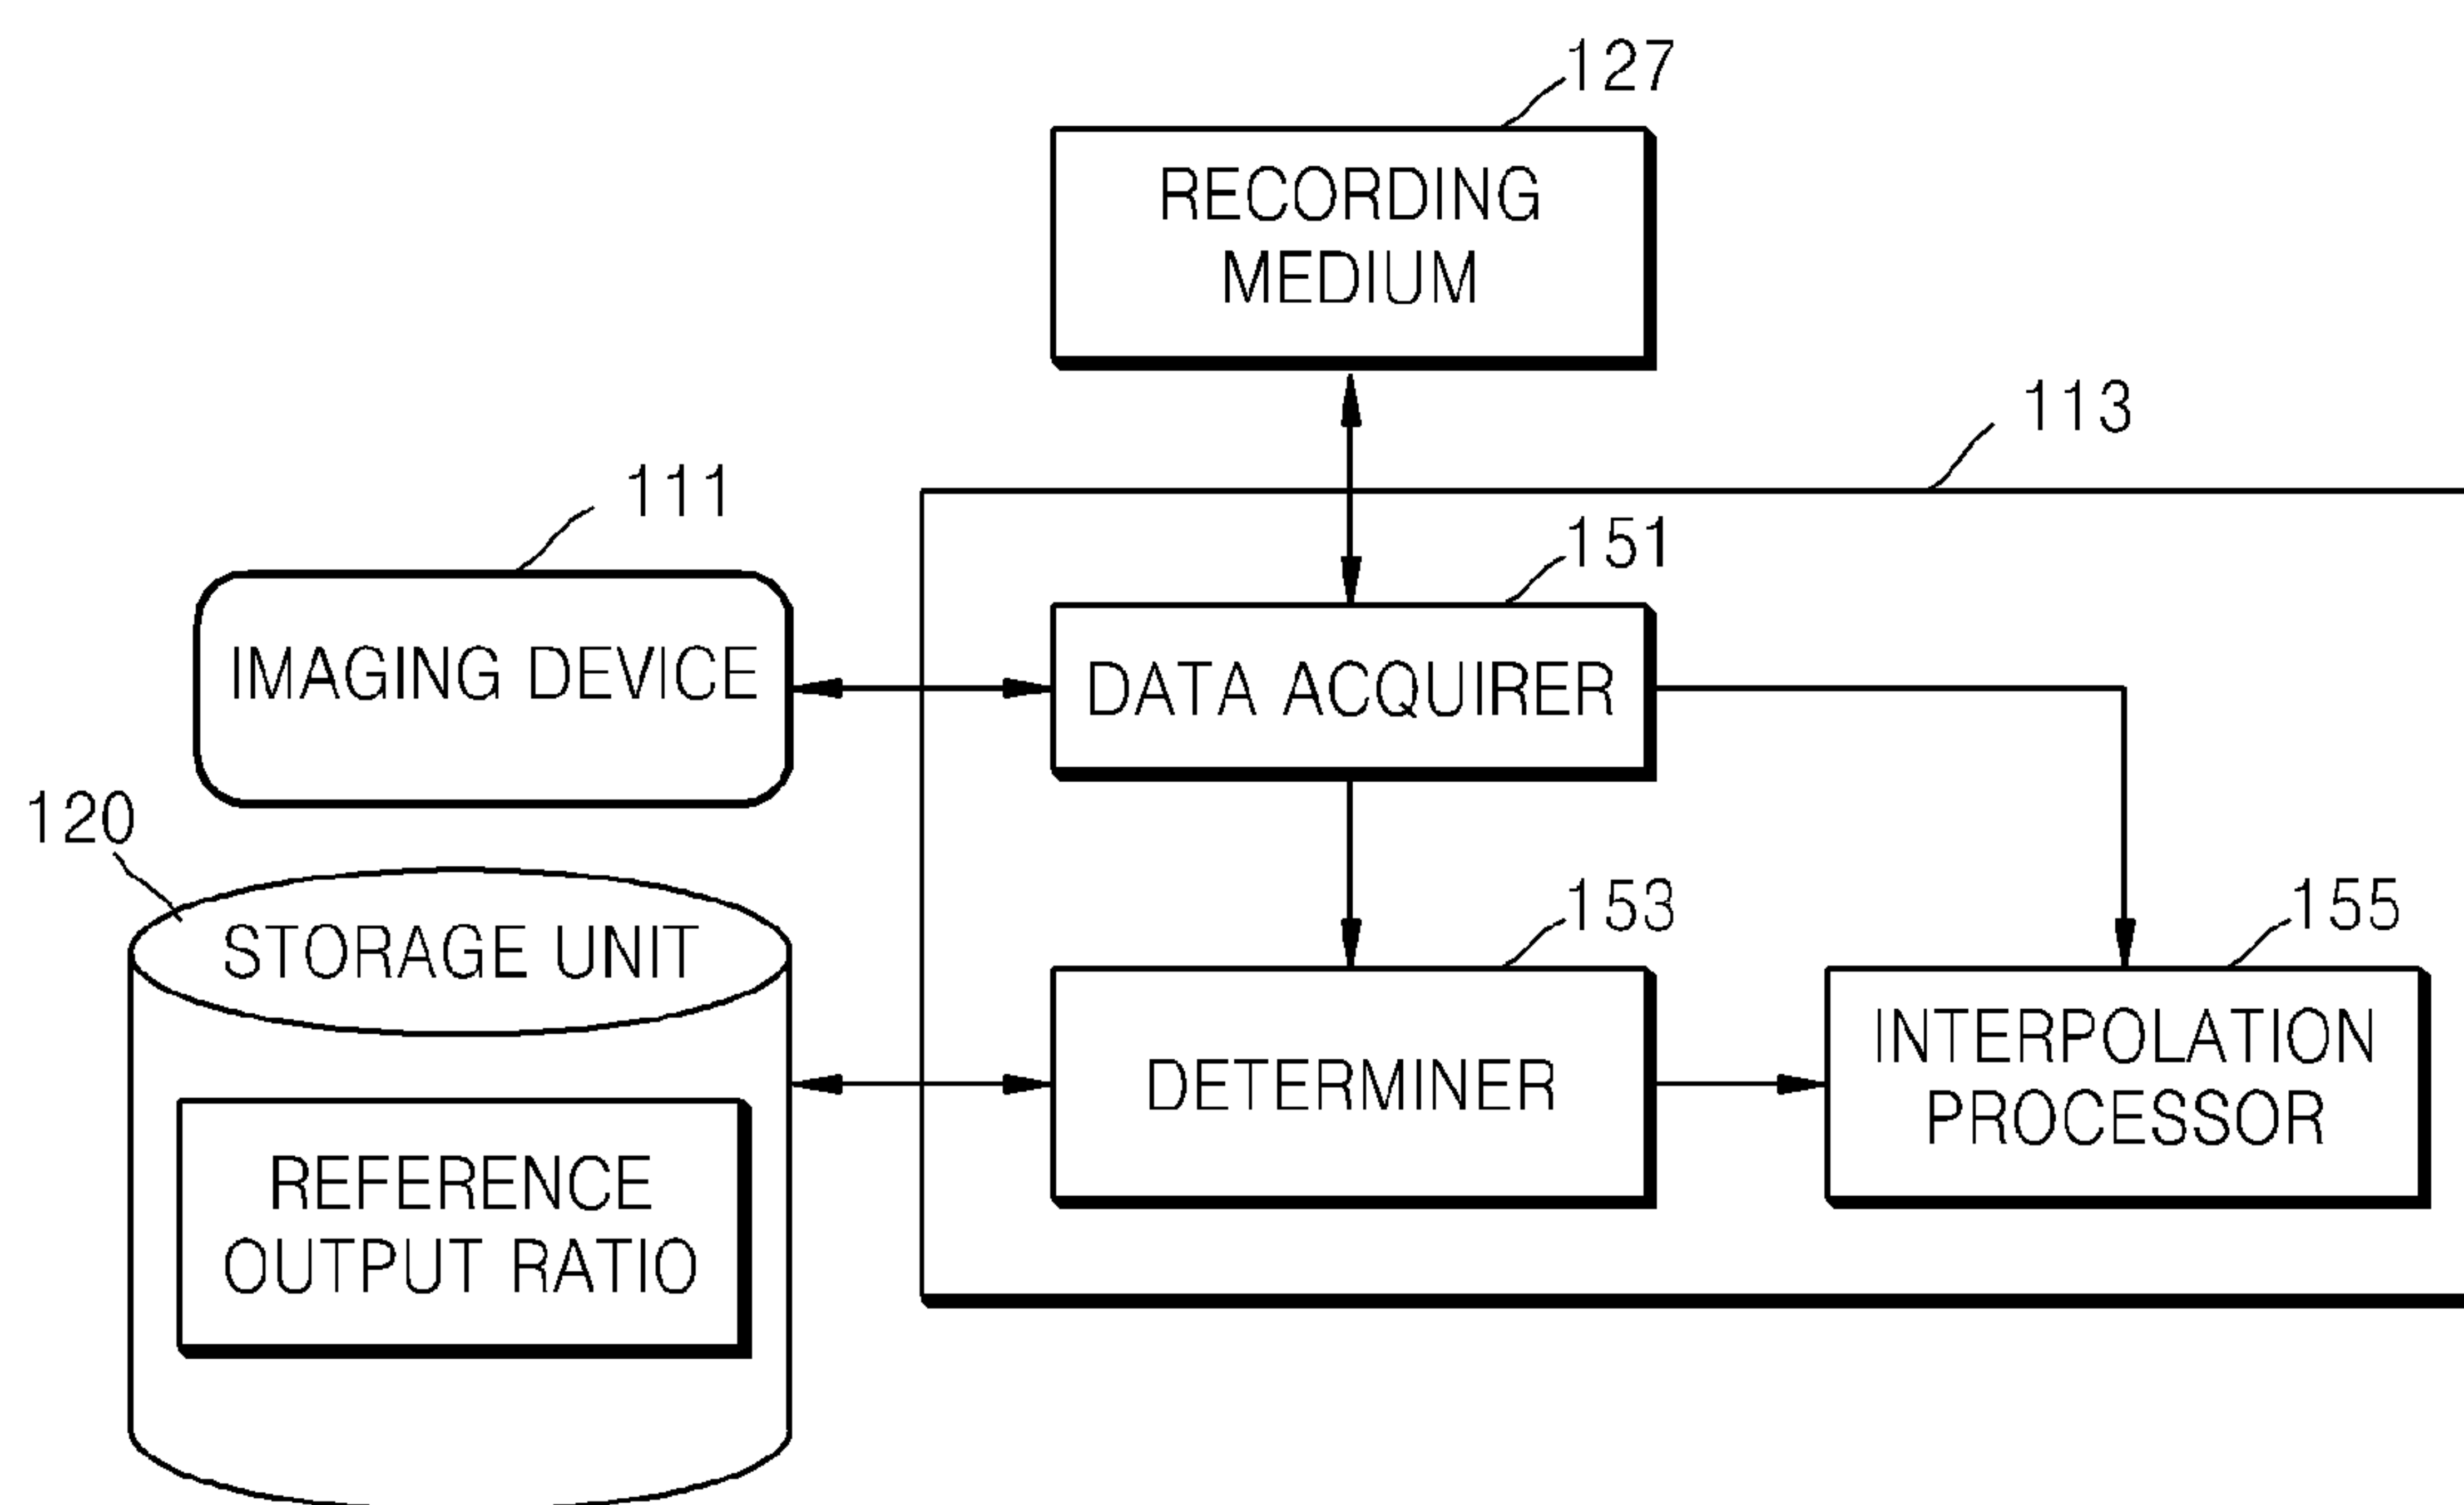 127
RECORDING
MEDIUM
113
111
151
IMAGING DEVICE
DATA ACQUIRER
120
153
155
STORAGE UNIT
DETERMINER
INTERPOLATION
PROCESSOR
REFERENCE
OUTPUT RATIO